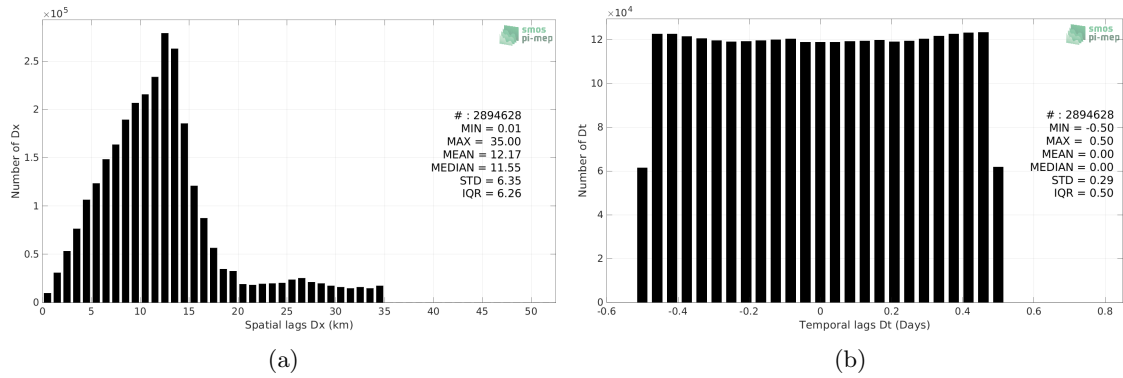 ×10⁵
2.5
2
1.5
1
0.5
0
0
5
10
15
20
25
30
35
40
45
50
Number of Dx
Spatial lags Dx (km)
smos
pi-mep
# : 2894628
MIN = 0.01
MAX = 35.00
MEAN = 12.17
MEDIAN = 11.55
STD = 6.35
IQR = 6.26
(a)
×10⁴
12
10
8
6
4
2
0
-0.6
-0.4
-0.2
0
0.2
0.4
0.6
0.8
Number of Dt
Temporal lags Dt (Days)
smos
pi-mep
# : 2894628
MIN = -0.50
MAX = 0.50
MEAN = 0.00
MEDIAN = 0.00
STD = 0.29
IQR = 0.50
(b)